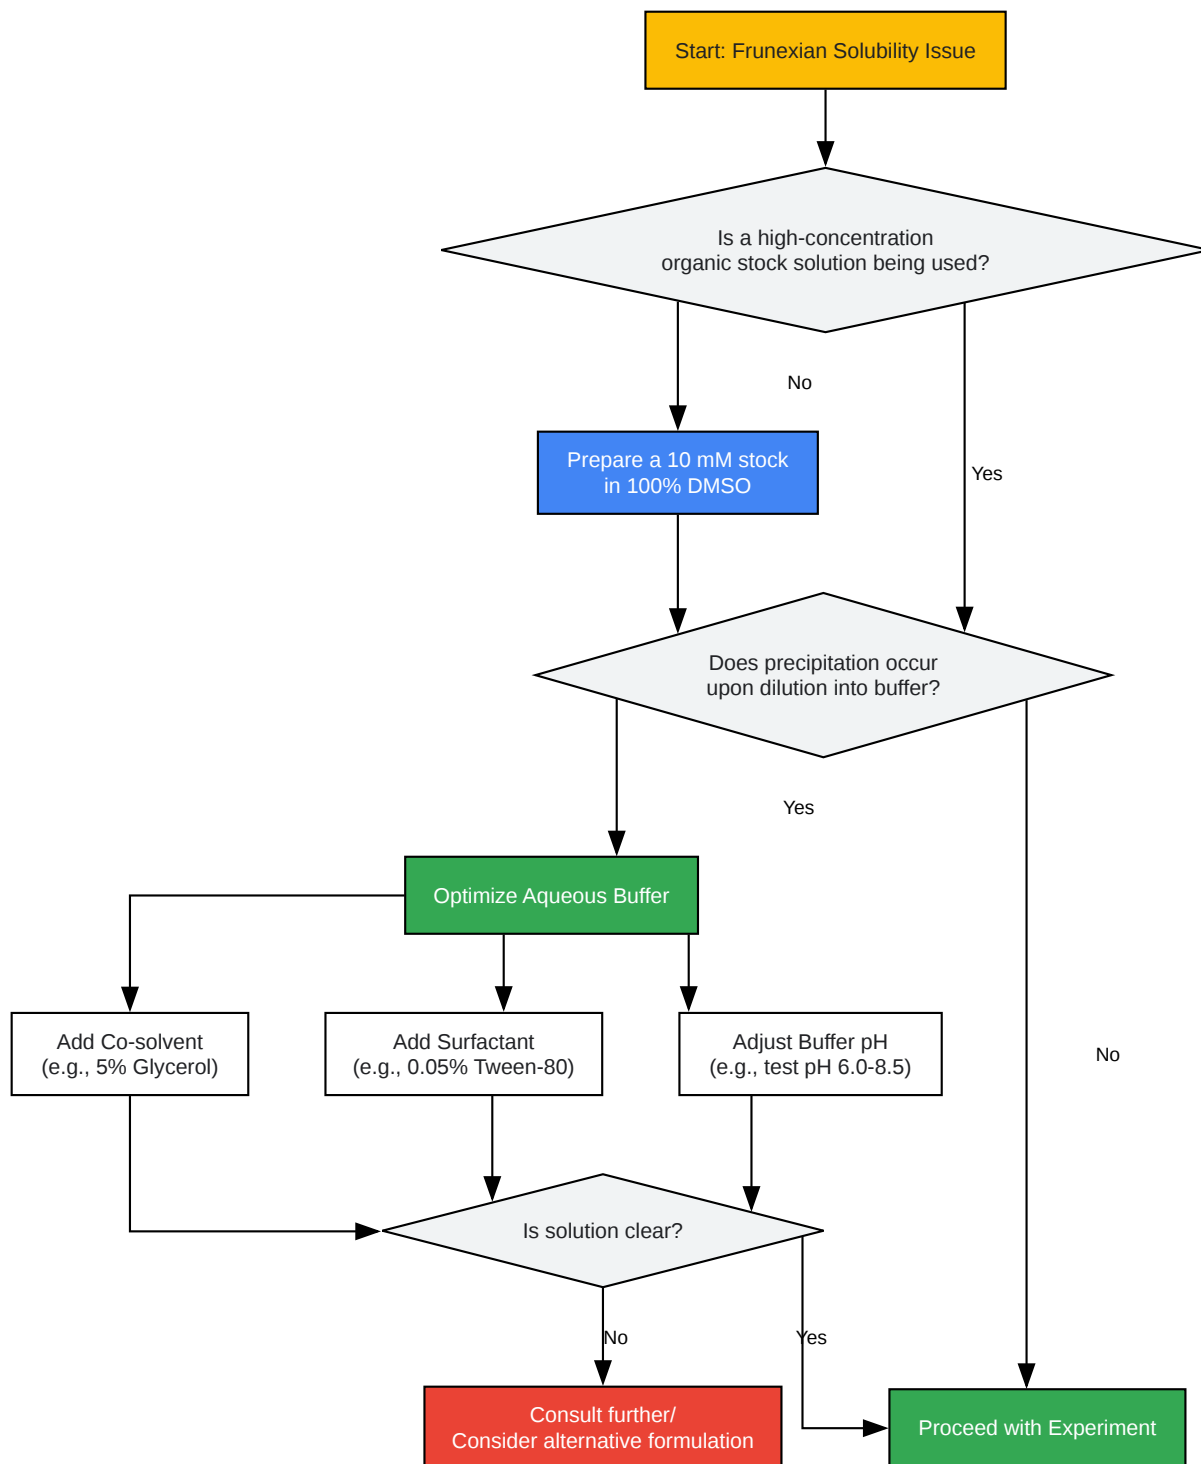 Start: Frunexian Solubility Issue
Is a high-concentration
organic stock solution being used?
No
Prepare a 10 mM stock
in 100% DMSO
Yes
Does precipitation occur
upon dilution into buffer?
Yes
Optimize Aqueous Buffer
Add Co-solvent
(e.g., 5% Glycerol)
Add Surfactant
(e.g., 0.05% Tween-80)
Adjust Buffer pH
(e.g., test pH 6.0-8.5)
No
Is solution clear?
No
Yes
Consult further/
Consider alternative formulation
Proceed with Experiment